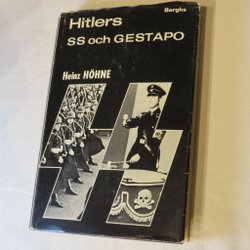 Hitlers
Berghs
SS och GESTAPO
Heinz HÖHNE